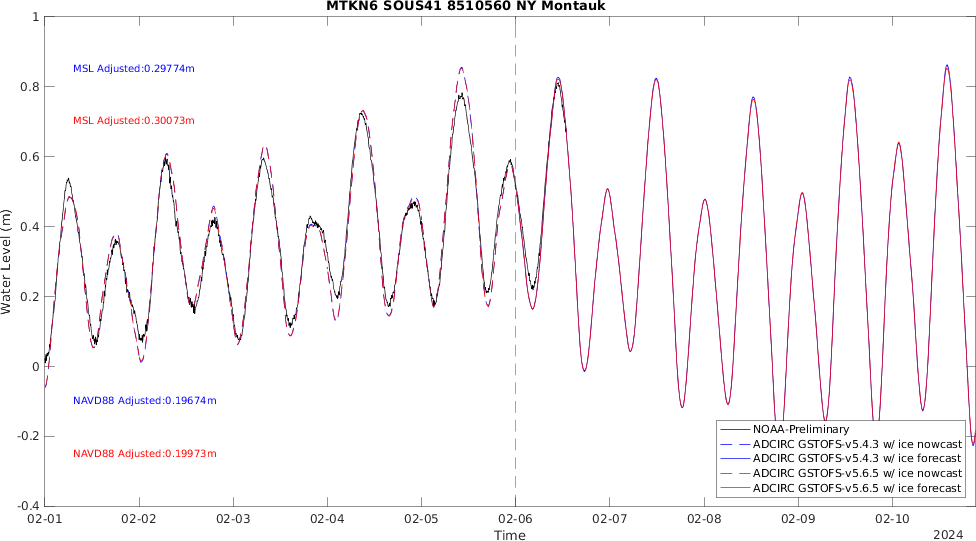 MTKN6 SOUS41 8510560 NY Montauk
1
0.8
0.6
0.4
0.2
0
-0.2
-0.4
Water Level (m)
MSL Adjusted:0.29774m
MSL Adjusted:0.30073m
NAVD88 Adjusted:0.19674m
NAVD88 Adjusted:0.19973m
NOAA-Preliminary
ADCIRC GSTOFS-v5.4.3 w/ ice nowcast
ADCIRC GSTOFS-v5.4.3 w/ ice forecast
ADCIRC GSTOFS-v5.6.5 w/ ice nowcast
ADCIRC GSTOFS-v5.6.5 w/ ice forecast
02-01 02-02 02-03 02-04 02-05 02-06 02-07 02-08 02-09 02-10
Time
2024